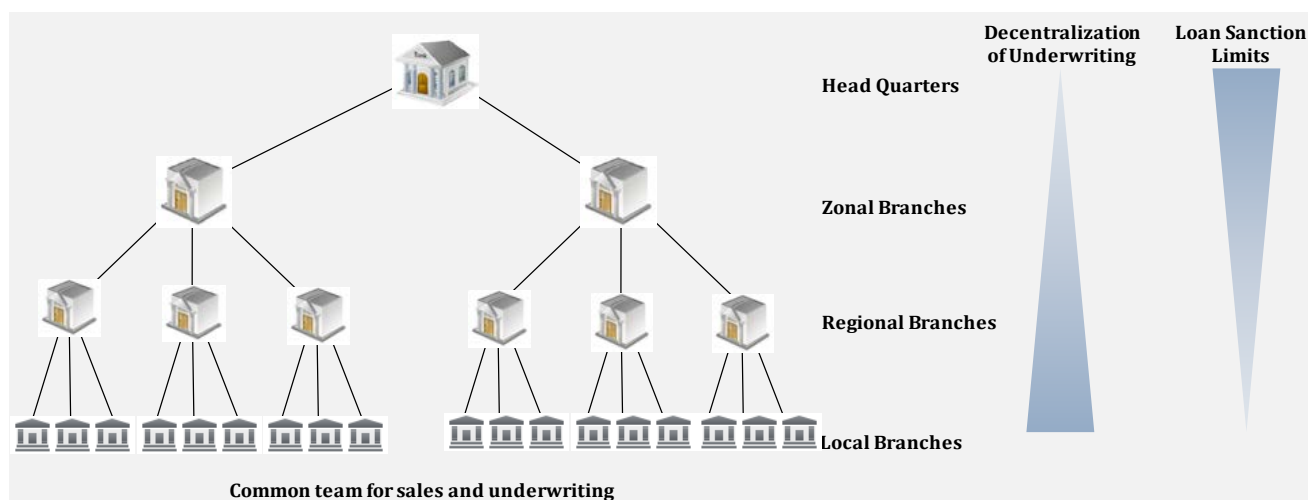 Decentralization
of Underwriting
Loan Sanction
Limits
Head Quarters
Zonal Branches
Regional Branches
Local Branches
Common team for sales and underwriting